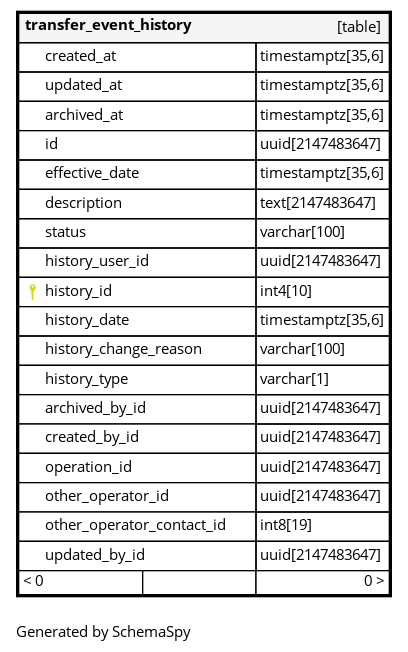 transfer_event_history [table]
created_at timestamptz[35,6]
updated_at timestamptz[35,6]
archived_at timestamptz[35,6]
id uuid[2147483647]
effective_date timestamptz[35,6]
description text[2147483647]
status varchar[100]
history_user_id uuid[2147483647]
history_id int4[10]
history_date timestamptz[35,6]
history_change_reason varchar[100]
history_type varchar[1]
archived_by_id uuid[2147483647]
created_by_id uuid[2147483647]
operation_id uuid[2147483647]
other_operator_id uuid[2147483647]
other_operator_contact_id int8[19]
updated_by_id uuid[2147483647]
< 0 0 >
Generated by SchemaSpy